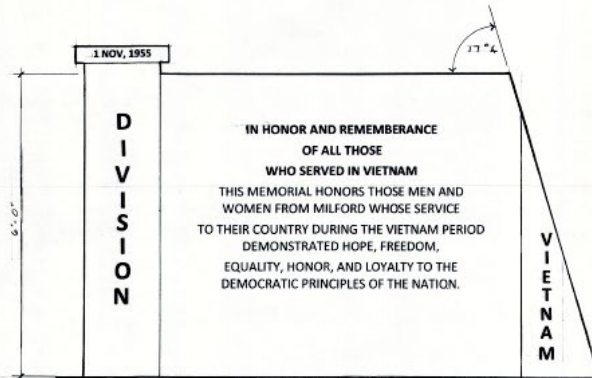 1 NOV, 1955
6'-0"
DIVISION
IN HONOR AND REMEMBERANCE
OF ALL THOSE
WHO SERVED IN VIETNAM
THIS MEMORIAL HONORS THOSE MEN AND
WOMEN FROM MILFORD WHOSE SERVICE
TO THEIR COUNTRY DURING THE VIETNAM PERIOD
DEMONSTRATED HOPE, FREEDOM,
EQUALITY, HONOR, AND LOYALTY TO THE
DEMOCRATIC PRINCIPLES OF THE NATION.
VIETNAM